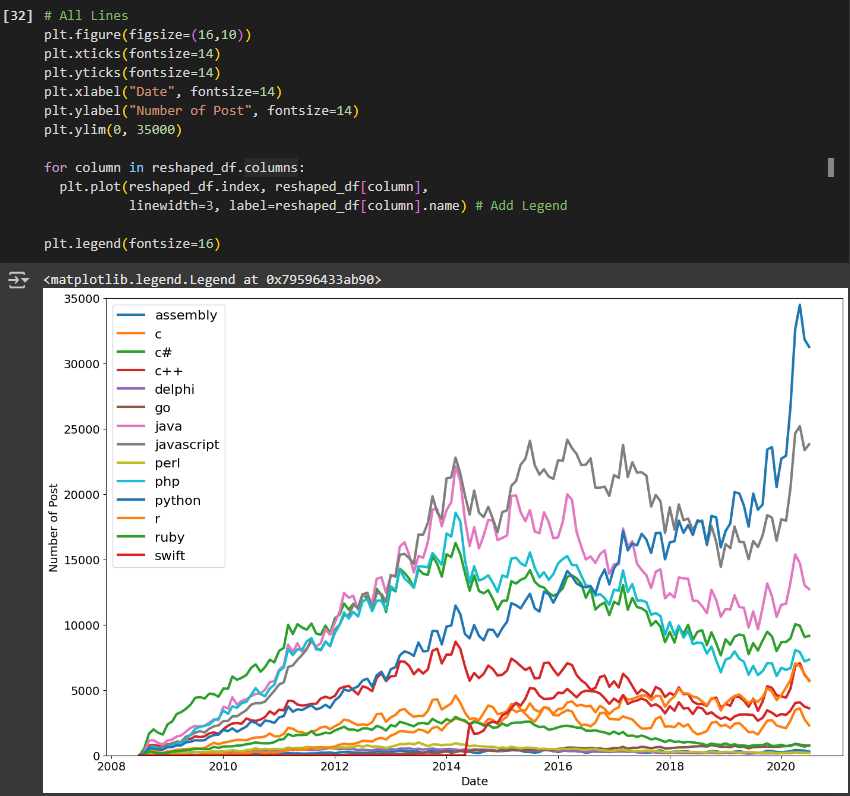 [32] # All Lines
plt.figure(figsize=(16,10))
plt.xticks(fontsize=14)
plt.yticks(fontsize=14)
plt.xlabel("Date", fontsize=14)
plt.ylabel("Number of Post", fontsize=14)
plt.ylim(0, 35000)
for column in reshaped_df.columns:
plt.plot(reshaped_df.index, reshaped_df[column],
linewidth=3, label=reshaped_df[column].name) # Add Legend
plt.legend(fontsize=16)
<matplotlib.legend.Legend at 0x79596433ab90>
35000
30000
25000
20000
15000
10000
5000
0
Number of Post
assembly
c
c#
c++
delphi
go
java
javascript
perl
php
python
r
ruby
swift
2008
2010
2012
2014
2016
2018
2020
Date